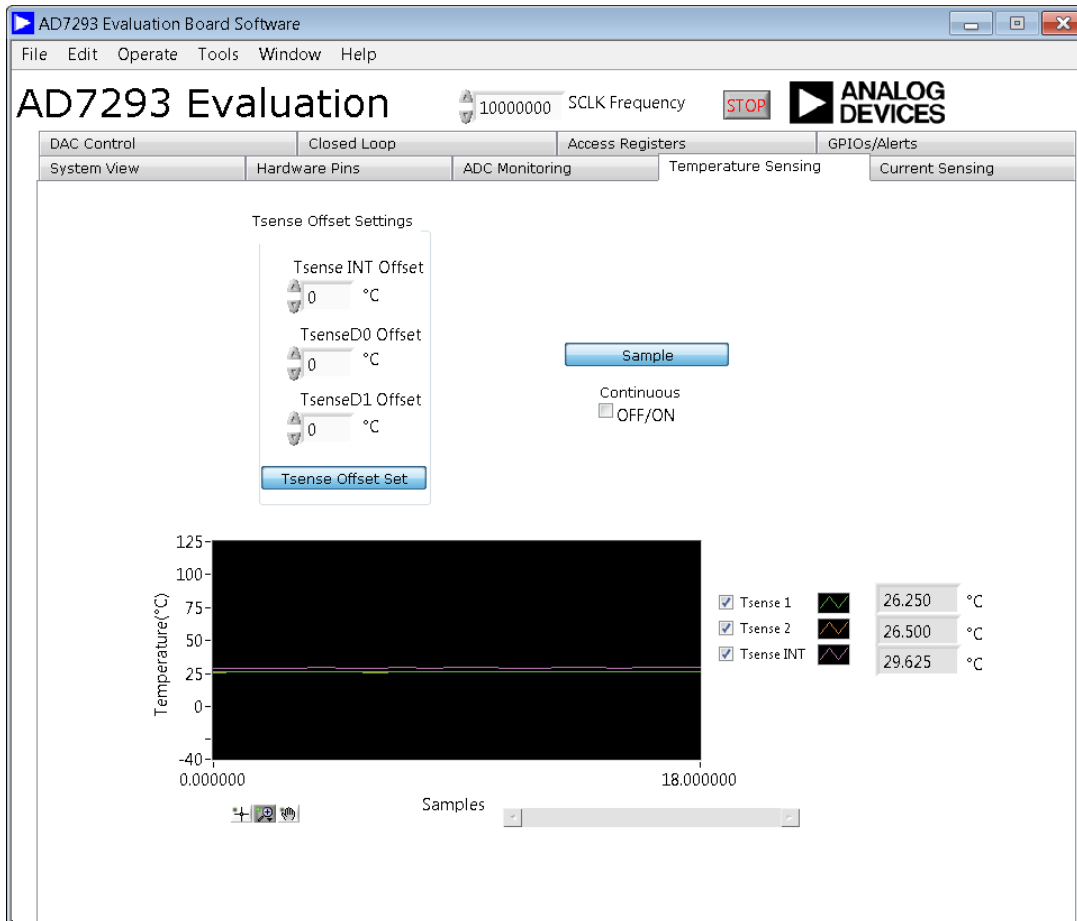 AD7293 Evaluation Board Software
File Edit Operate Tools Window Help
AD7293 Evaluation 10000000 SCLK Frequency STOP ANALOG DEVICES
DAC Control Closed Loop Access Registers GPIOs/Alerts
System View Hardware Pins ADC Monitoring Temperature Sensing Current Sensing
Tsense Offset Settings
Tsense INT Offset
0 °C
TsenseD0 Offset
0 °C
TsenseD1 Offset
0 °C
Tsense Offset Set
Sample
Continuous
OFF/ON
Temperature(°C)
125
100
75
50
25
0
-40
0.000000 18.000000
Samples
Tsense 1 26.250 °C
Tsense 2 26.500 °C
Tsense INT 29.625 °C